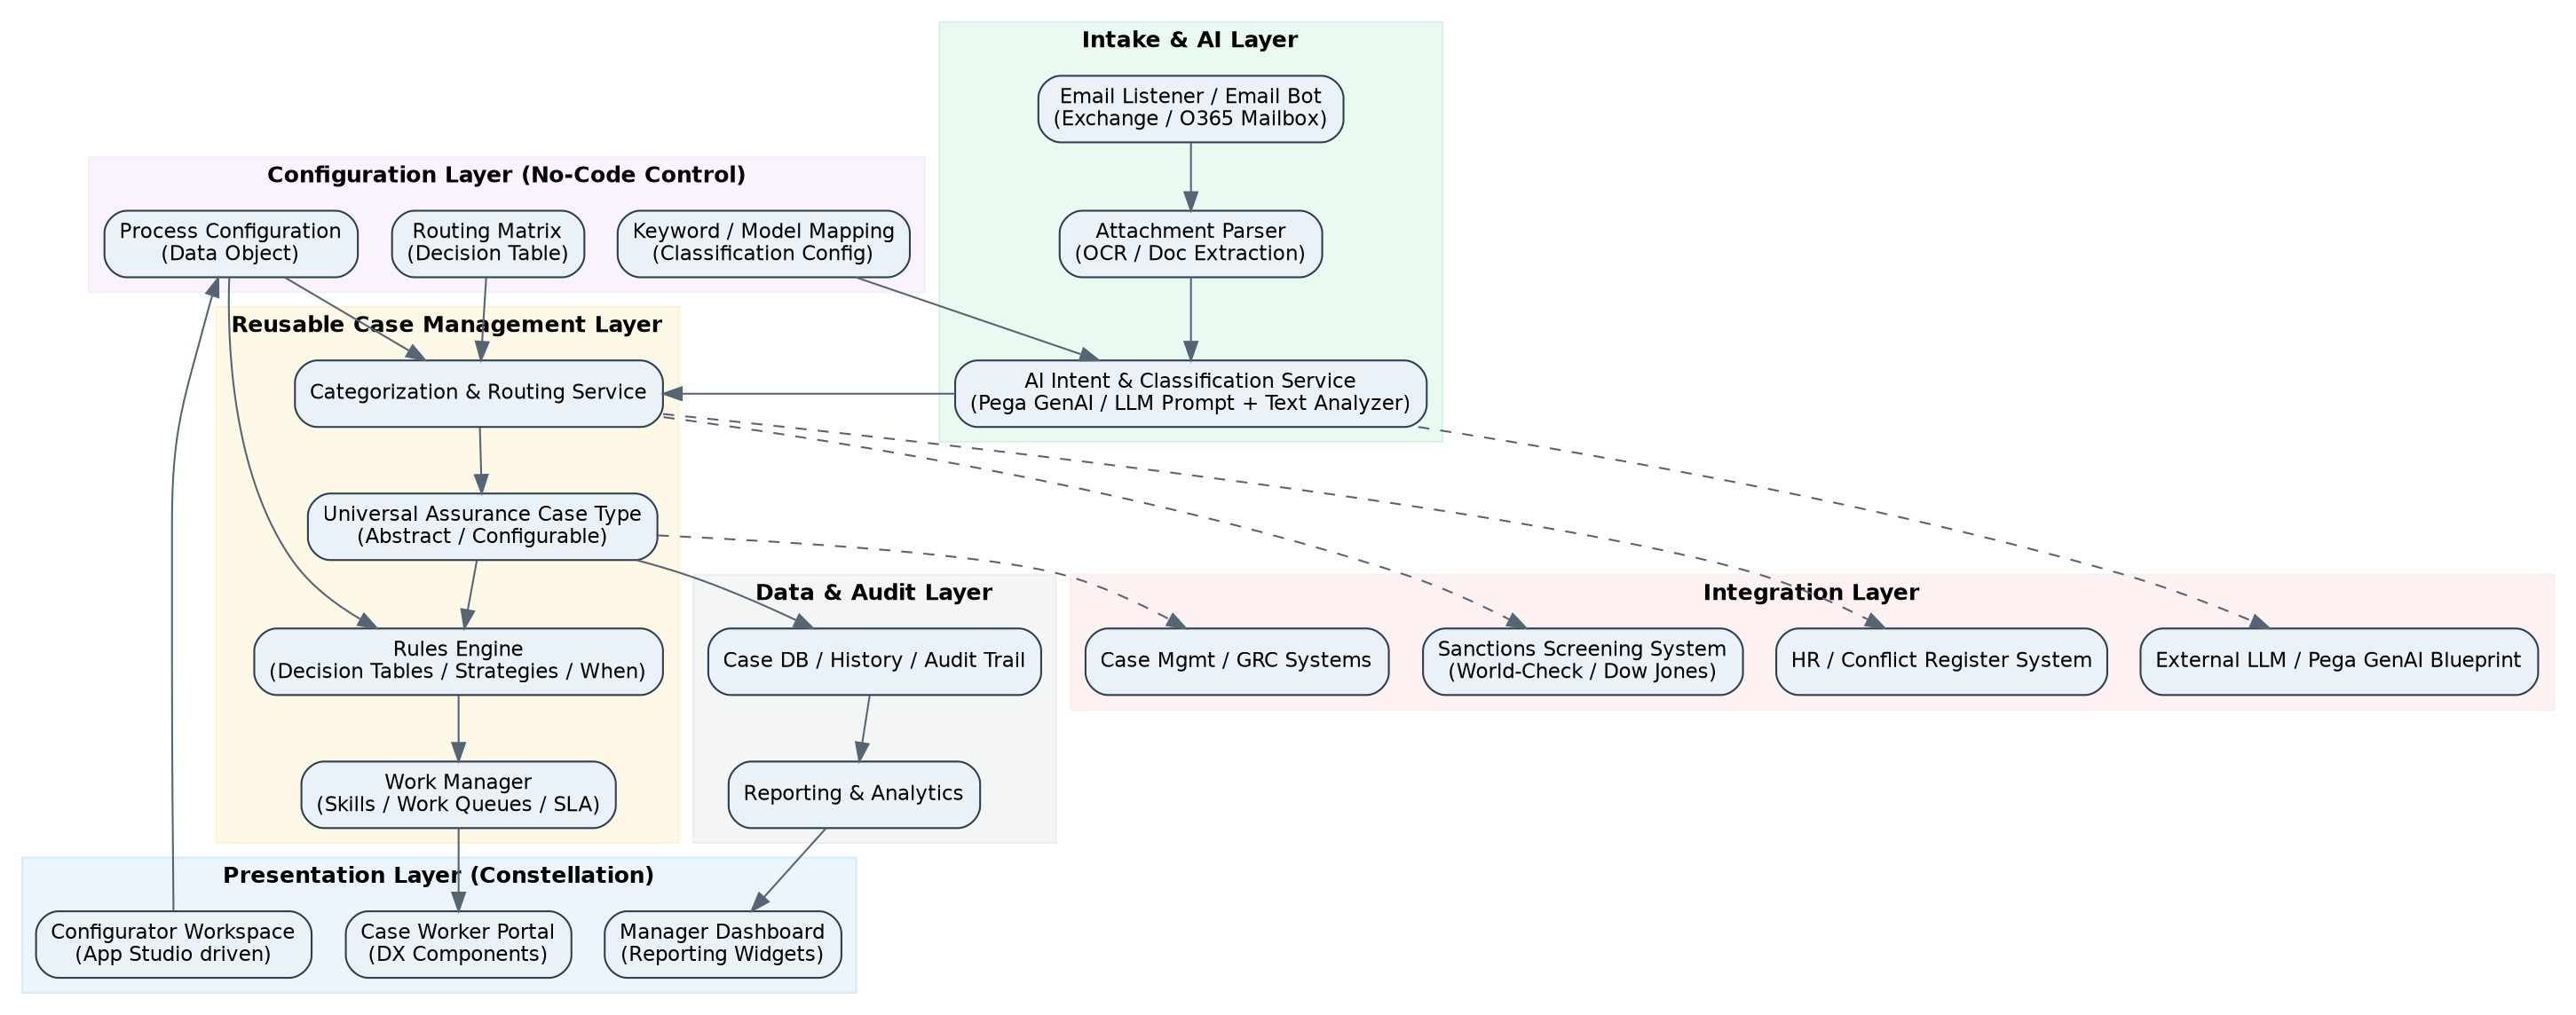 Intake & AI Layer
Email Listener / Email Bot
(Exchange / O365 Mailbox)
Attachment Parser
(OCR / Doc Extraction)
AI Intent & Classification Service
(Pega GenAI / LLM Prompt + Text Analyzer)
Configuration Layer (No-Code Control)
Process Configuration
(Data Object)
Routing Matrix
(Decision Table)
Keyword / Model Mapping
(Classification Config)
Reusable Case Management Layer
Categorization & Routing Service
Universal Assurance Case Type
(Abstract / Configurable)
Rules Engine
(Decision Tables / Strategies / When)
Work Manager
(Skills / Work Queues / SLA)
Data & Audit Layer
Case DB / History / Audit Trail
Reporting & Analytics
Integration Layer
Case Mgmt / GRC Systems
Sanctions Screening System
(World-Check / Dow Jones)
HR / Conflict Register System
External LLM / Pega GenAI Blueprint
Presentation Layer (Constellation)
Configurator Workspace
(App Studio driven)
Case Worker Portal
(DX Components)
Manager Dashboard
(Reporting Widgets)